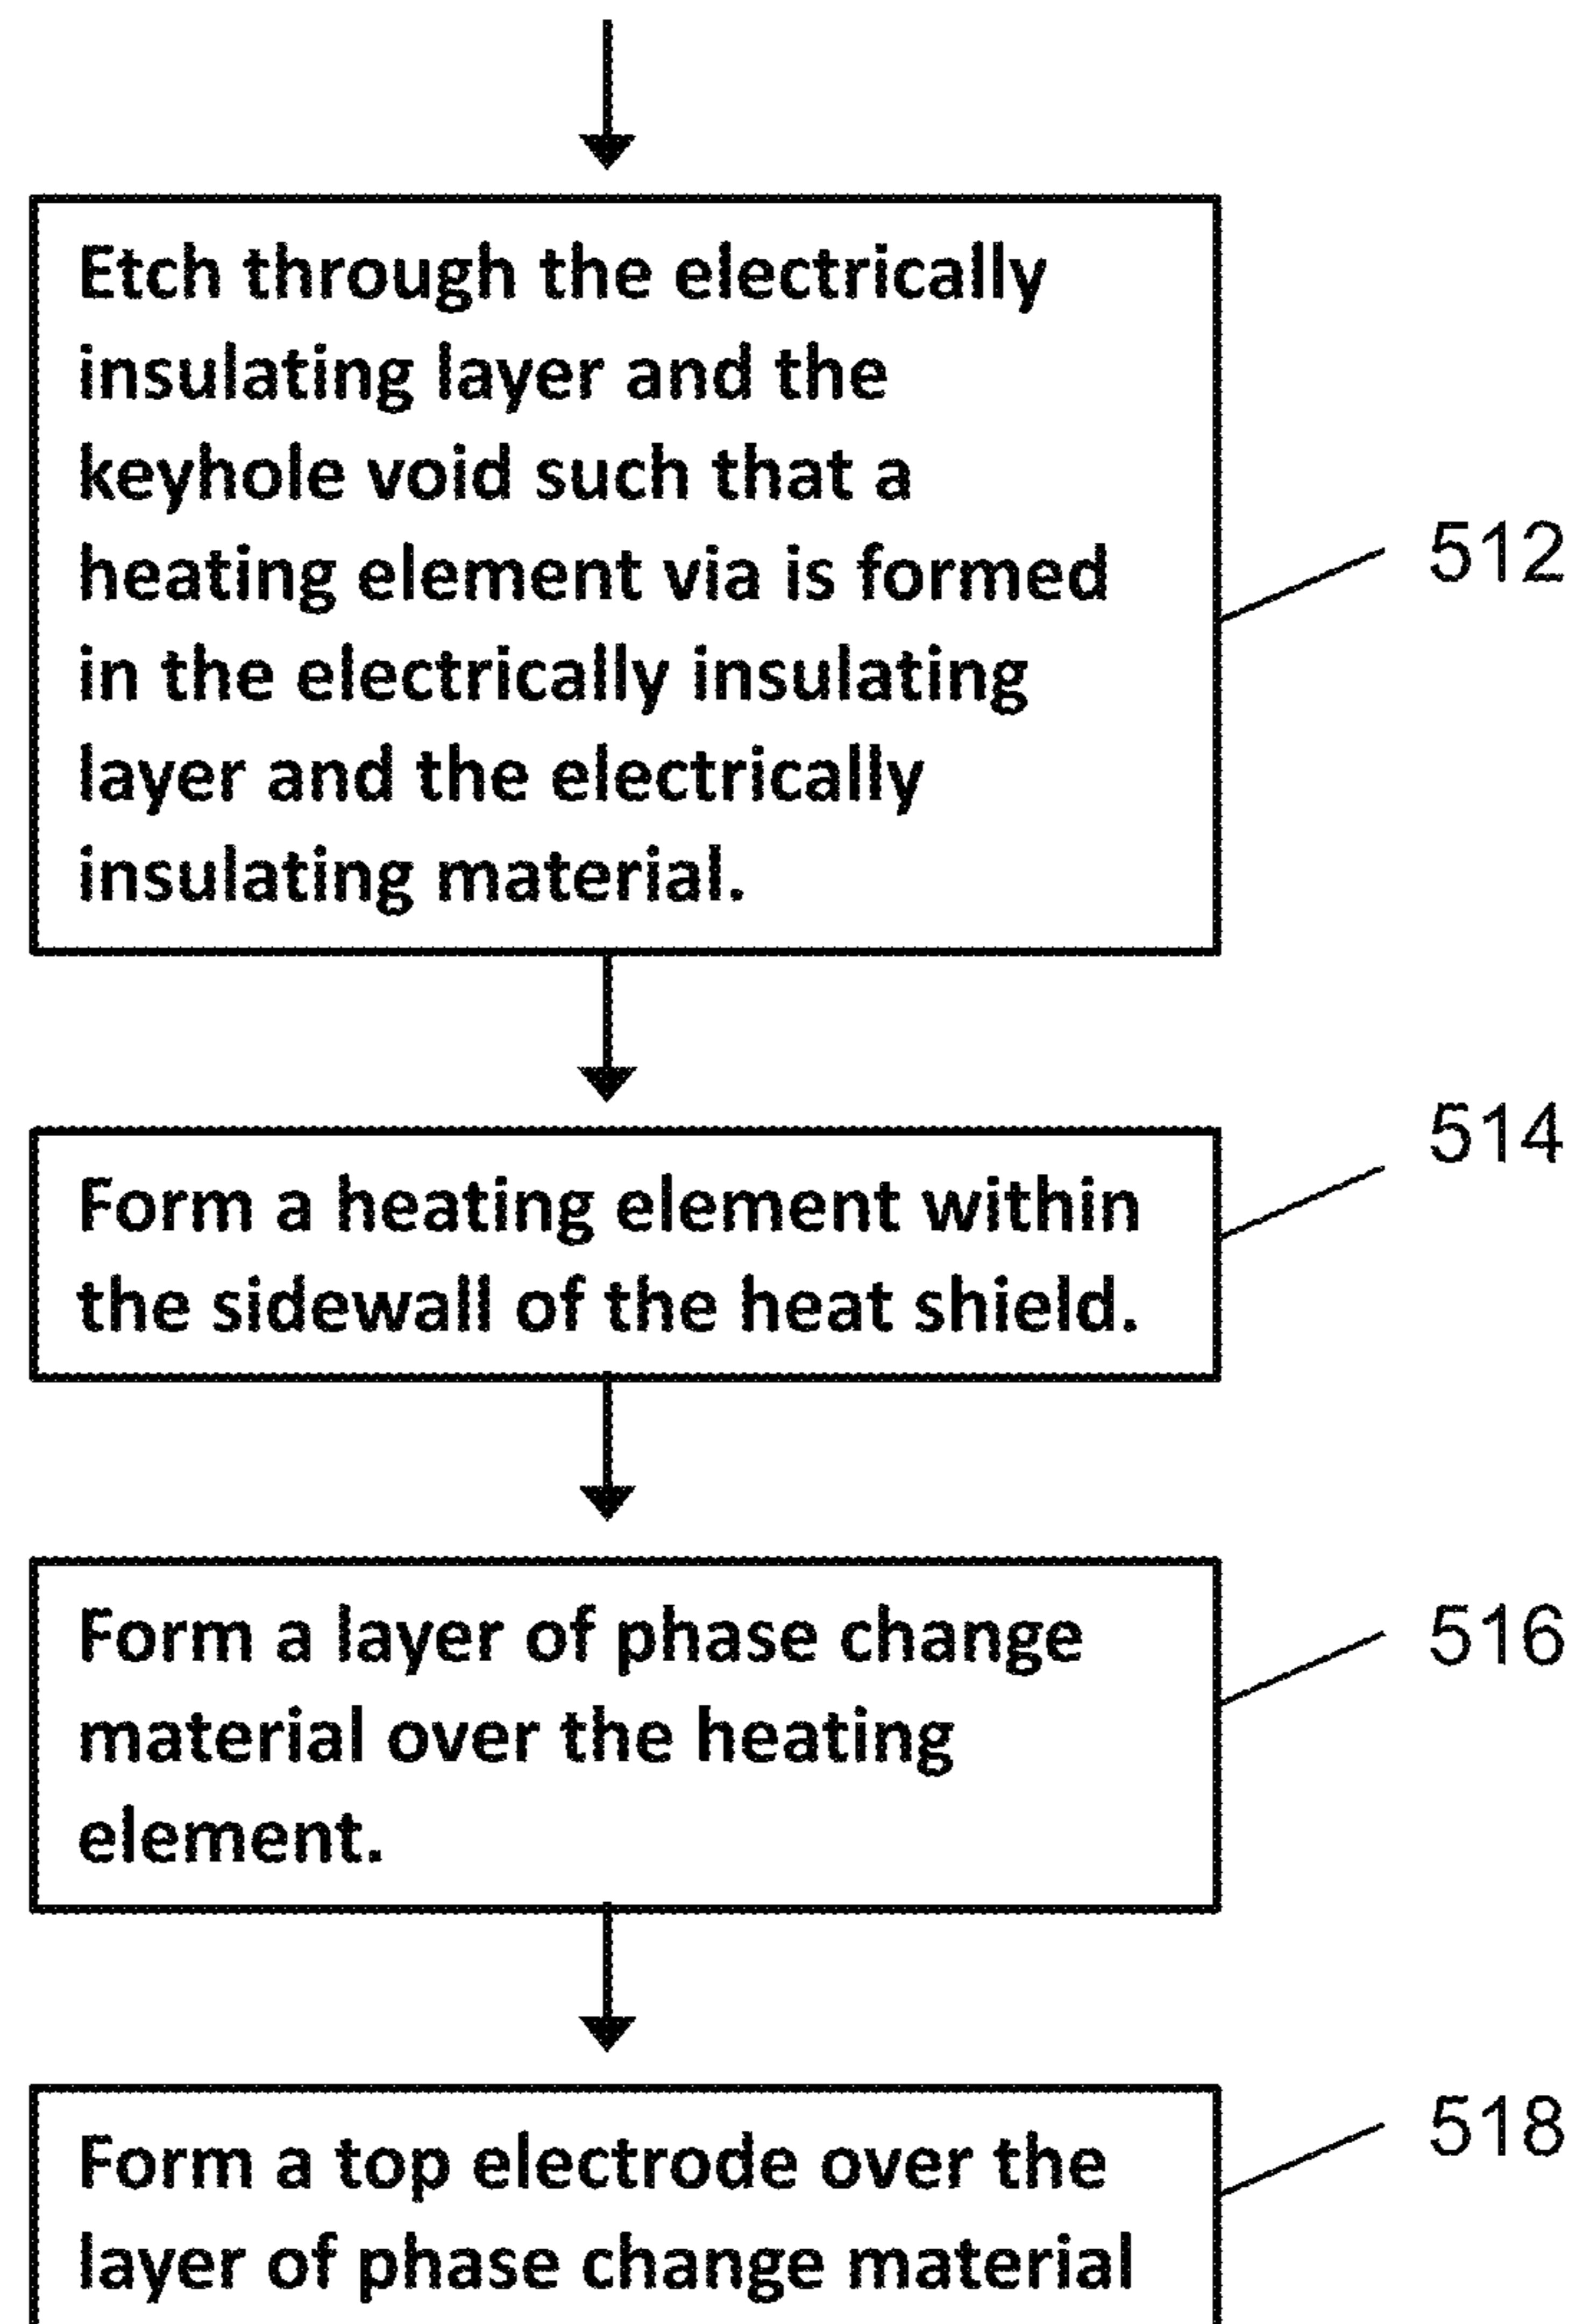 Etch through the electrically
insulating layer and the
keyhole void such that a
heating element via is formed
in the electrically insulating
layer and the electrically
insulating material.
512
514
Form a heating element within
the sidewall of the heat shield.
Form a layer of phase change
material over the heating
element.
516
518
Form a top electrode over the
layer of phase change material